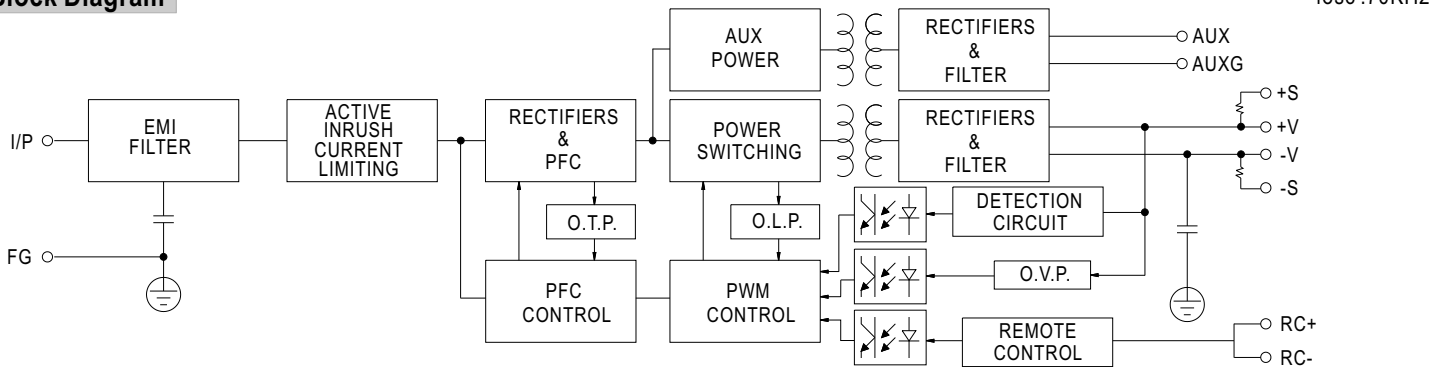 Block Diagram
I/P
EMI
FILTER
ACTIVE
INRUSH
CURRENT
LIMITING
RECTIFIERS
&
PFC
AUX
POWER
POWER
SWITCHING
RECTIFIERS
&
FILTER
RECTIFIERS
&
FILTER
AUX
AUXG
+S
+V
-V
-S
FG
O.T.P.
O.L.P.
DETECTION
CIRCUIT
O.V.P.
PFC
CONTROL
PWM
CONTROL
REMOTE
CONTROL
RC+
RC-